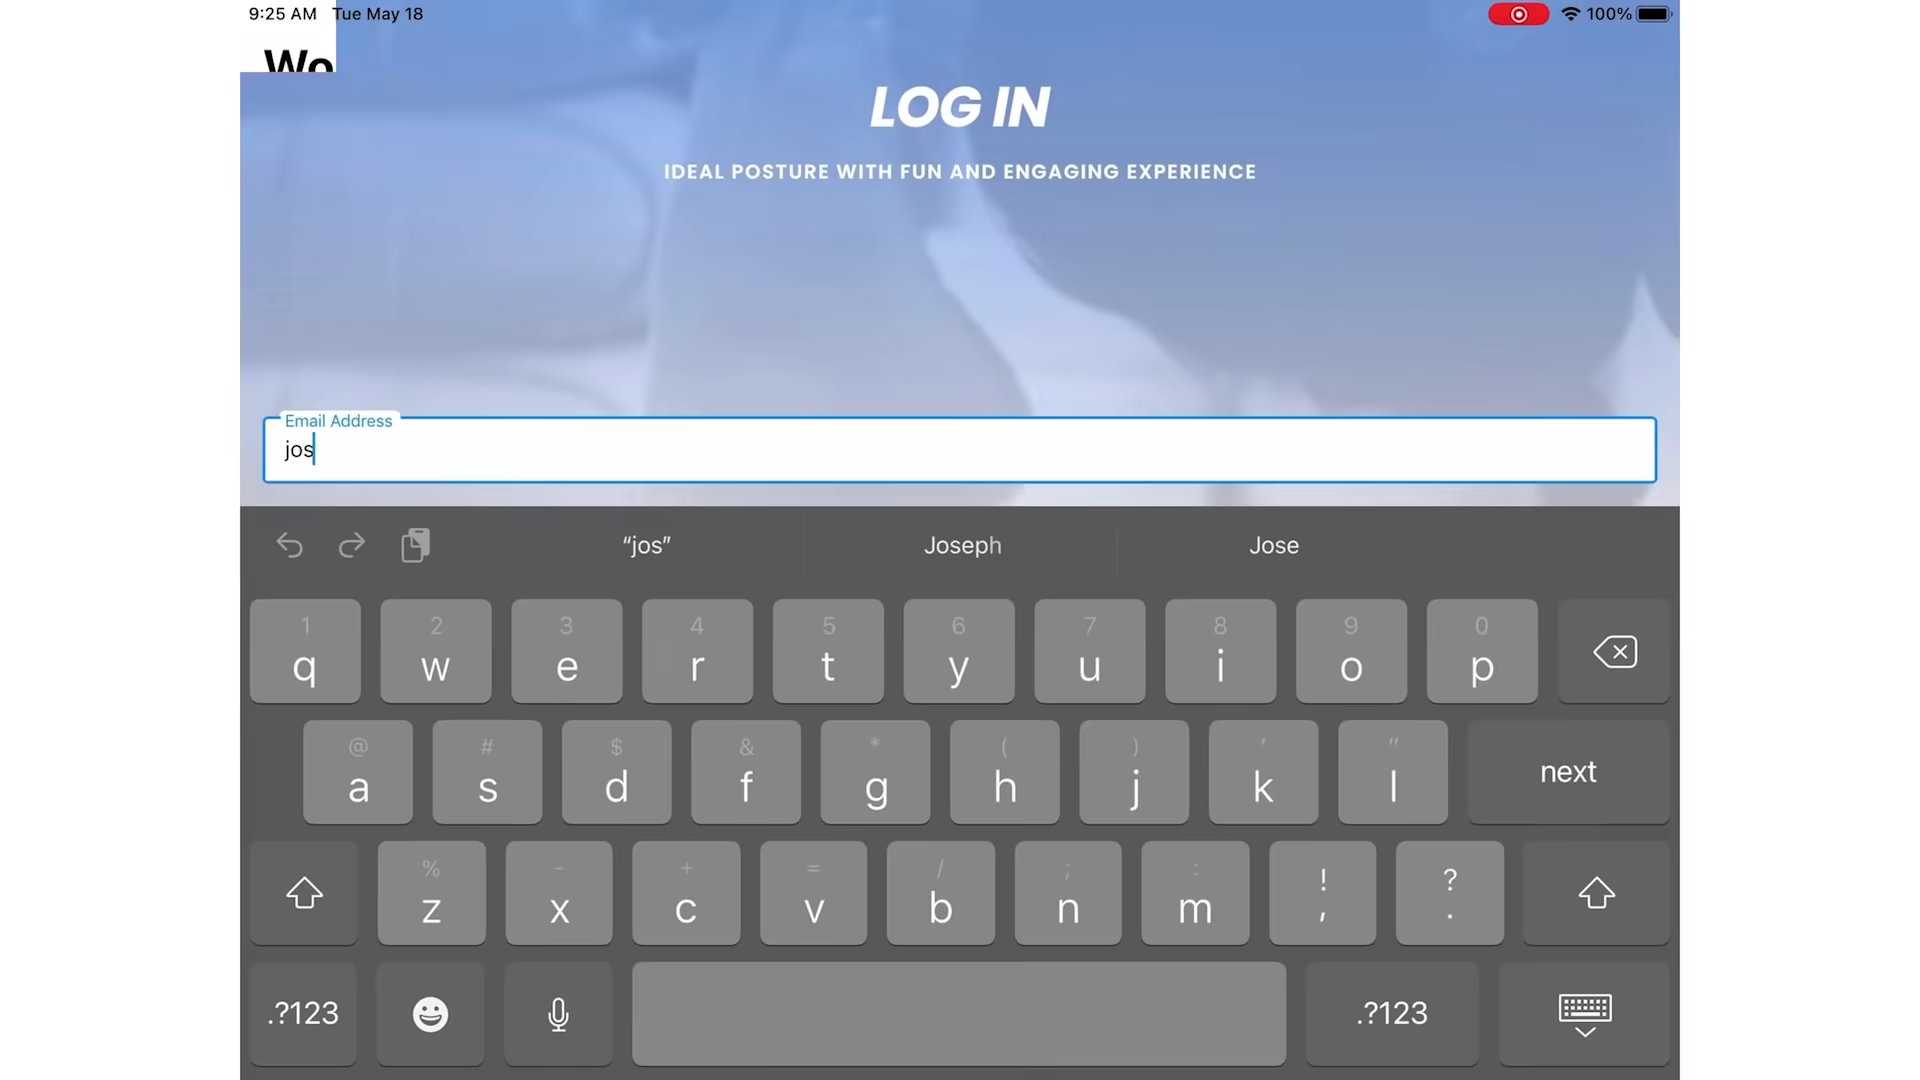 9:25 AM Tue May 18
100%
Wo
LOG IN
IDEAL POSTURE WITH FUN AND ENGAGING EXPERIENCE
Email Address
jos
“jos” Joseph Jose
1 2 3 4 5 6 7 8 9 0
q w e r t y u i o p
@ # $ & * ( ) ' "
a s d f g h j k l next
% - + = / ; : ! ?
z x c v b n m , .
.?123 .?123